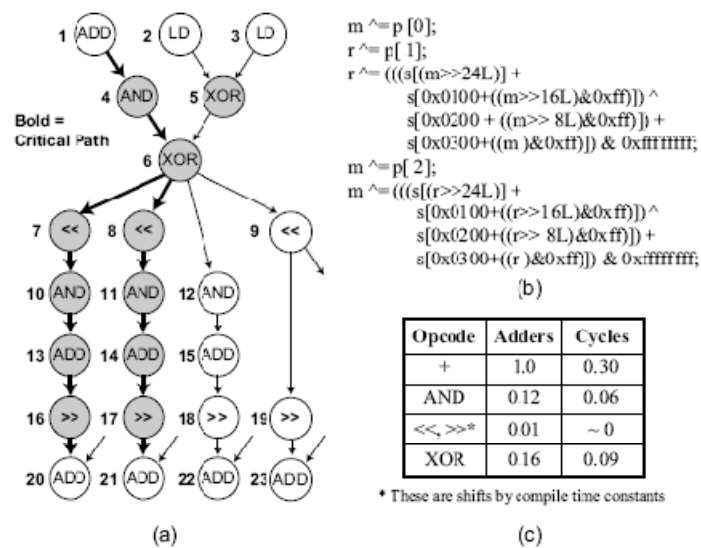 1 ADD 2 LD 3 LD
4 AND 5 XOR
Bold =
Critical Path
6 XOR
7 << 8 << 9 <<
10 AND 11 AND 12 AND
13 ADD 14 ADD 15 ADD
16 >> 17 >> 18 >> 19 >>
20 ADD 21 ADD 22 ADD 23 ADD
(a)
m ^= p [0];
r ^= p[ 1];
r ^= (((s[(m>>24L)] +
s[0x0100+((m>>16L)&0xff)]) ^
s[0x0200 + ((m>> 8L)&0xff)]) +
s[0x0300+((m )&0xff)]) & 0xffffffff;
m ^= p[ 2];
m ^= (((s[(r>>24L)] +
s[0x0100+((r>>16L)&0xff)]) ^
s[0x0200+((r>> 8L)&0xff)]) +
s[0x0300+((r )&0xff)]) & 0xffffffff;
(b)
Opcode Adders Cycles
+ 1.0 0.30
AND 0.12 0.06
<<, >>* 0.01 ~ 0
XOR 0.16 0.09
* These are shifts by compile time constants
(c)